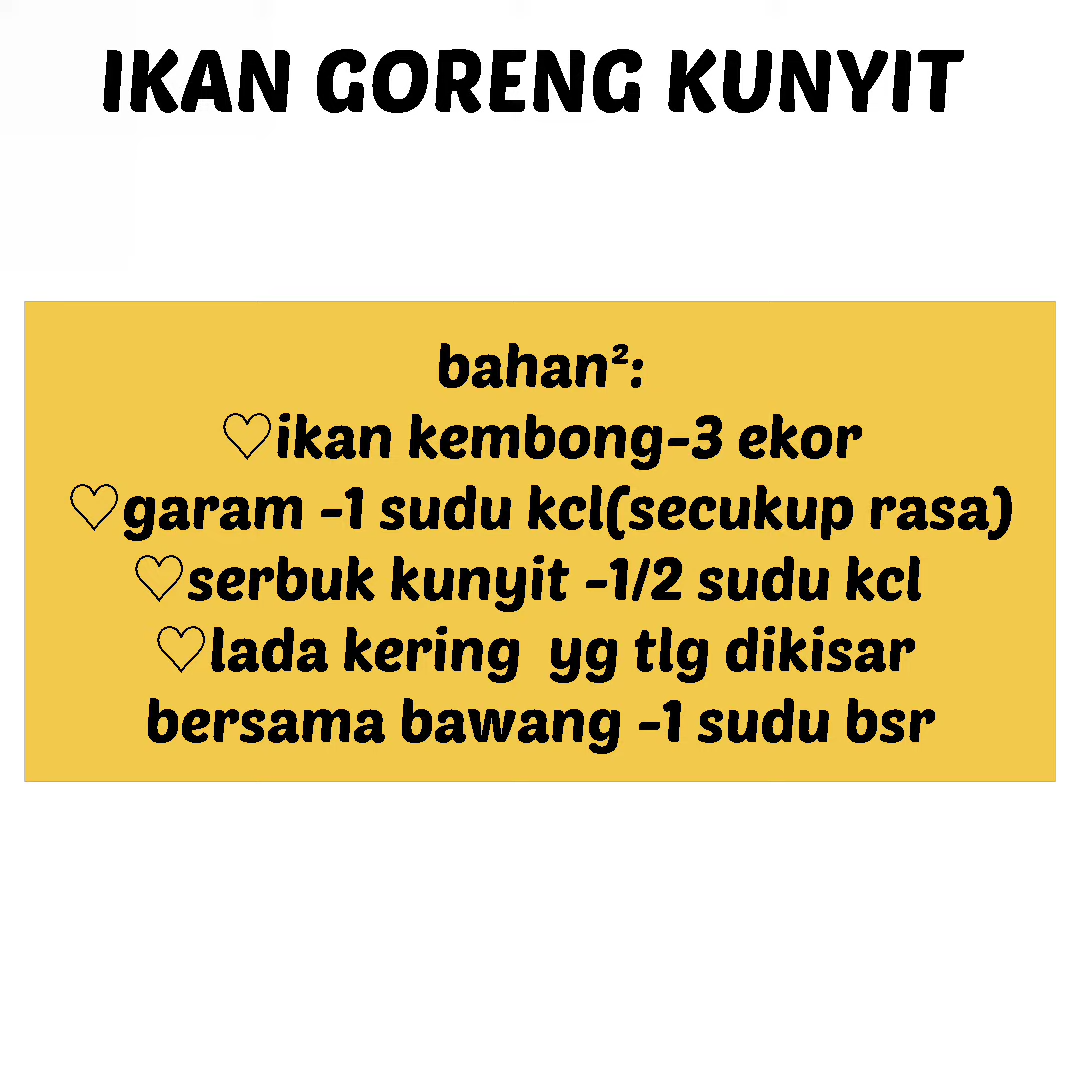 IKAN GORENG KUNYIT
bahan²:
♡ikan kembong-3 ekor
♡garam -1 sudu kcl(secukup rasa)
♡serbuk kunyit -1/2 sudu kcl
♡lada kering yg tlg dikisar
bersama bawang -1 sudu bsr